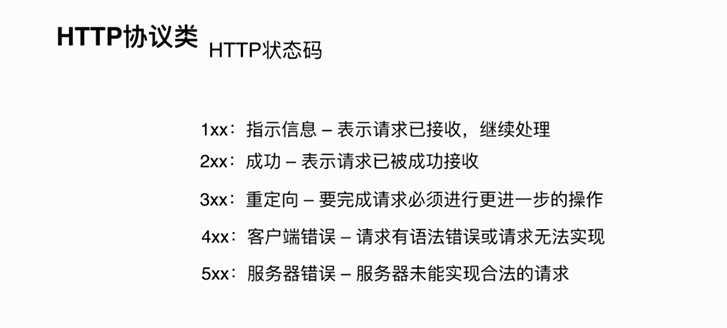 HTTP协议类
HTTP状态码
1xx：指示信息 – 表示请求已接收，继续处理
2xx：成功 – 表示请求已被成功接收
3xx：重定向 – 要完成请求必须进行更进一步的操作
4xx：客户端错误 – 请求有语法错误或请求无法实现
5xx：服务器错误 – 服务器未能实现合法的请求